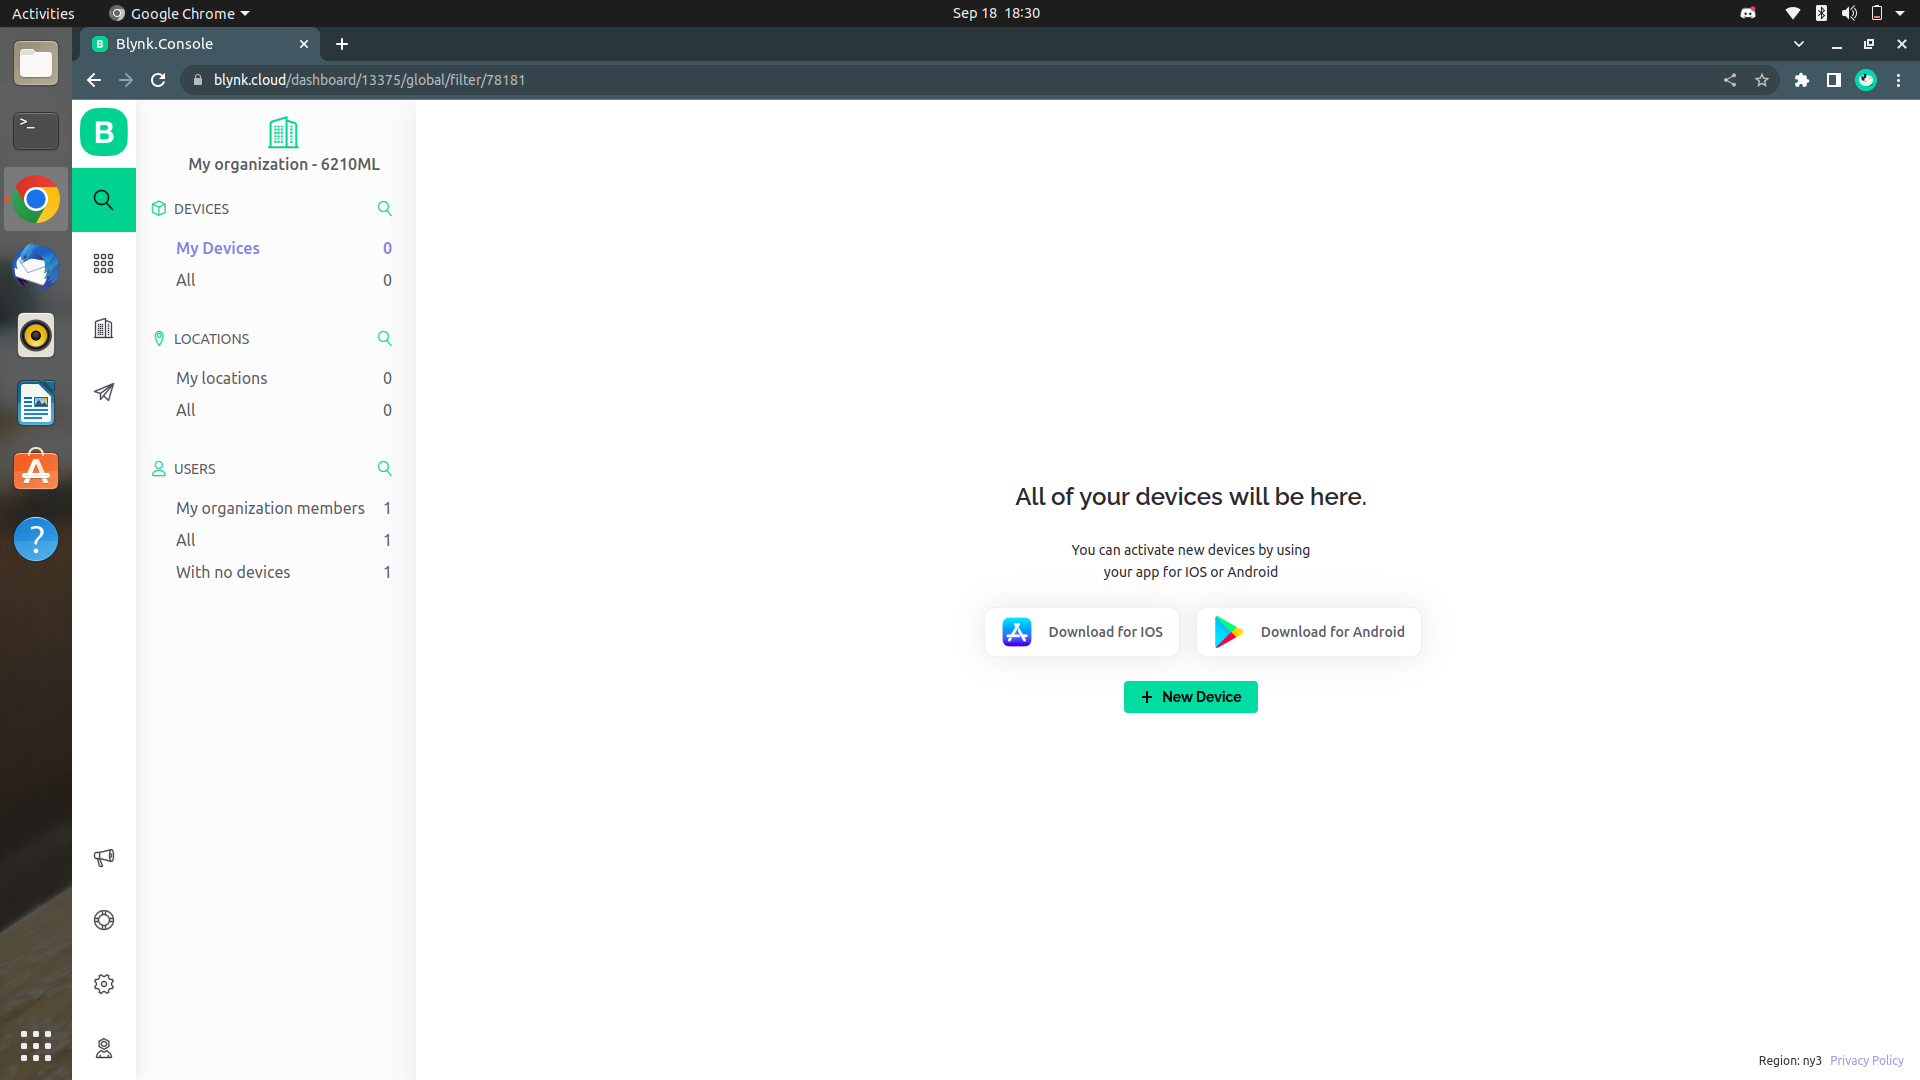 Activities
Google Chrome
Sep 18 18:30
Blynk.Console
blynk.cloud/dashboard/13375/global/filter/78181
B
My organization - 6210ML
DEVICES
My Devices 0
All 0
LOCATIONS
My locations 0
All 0
USERS
My organization members 1
All 1
With no devices 1
All of your devices will be here.
You can activate new devices by using
your app for IOS or Android
Download for IOS
Download for Android
+ New Device
Region: ny3 Privacy Policy